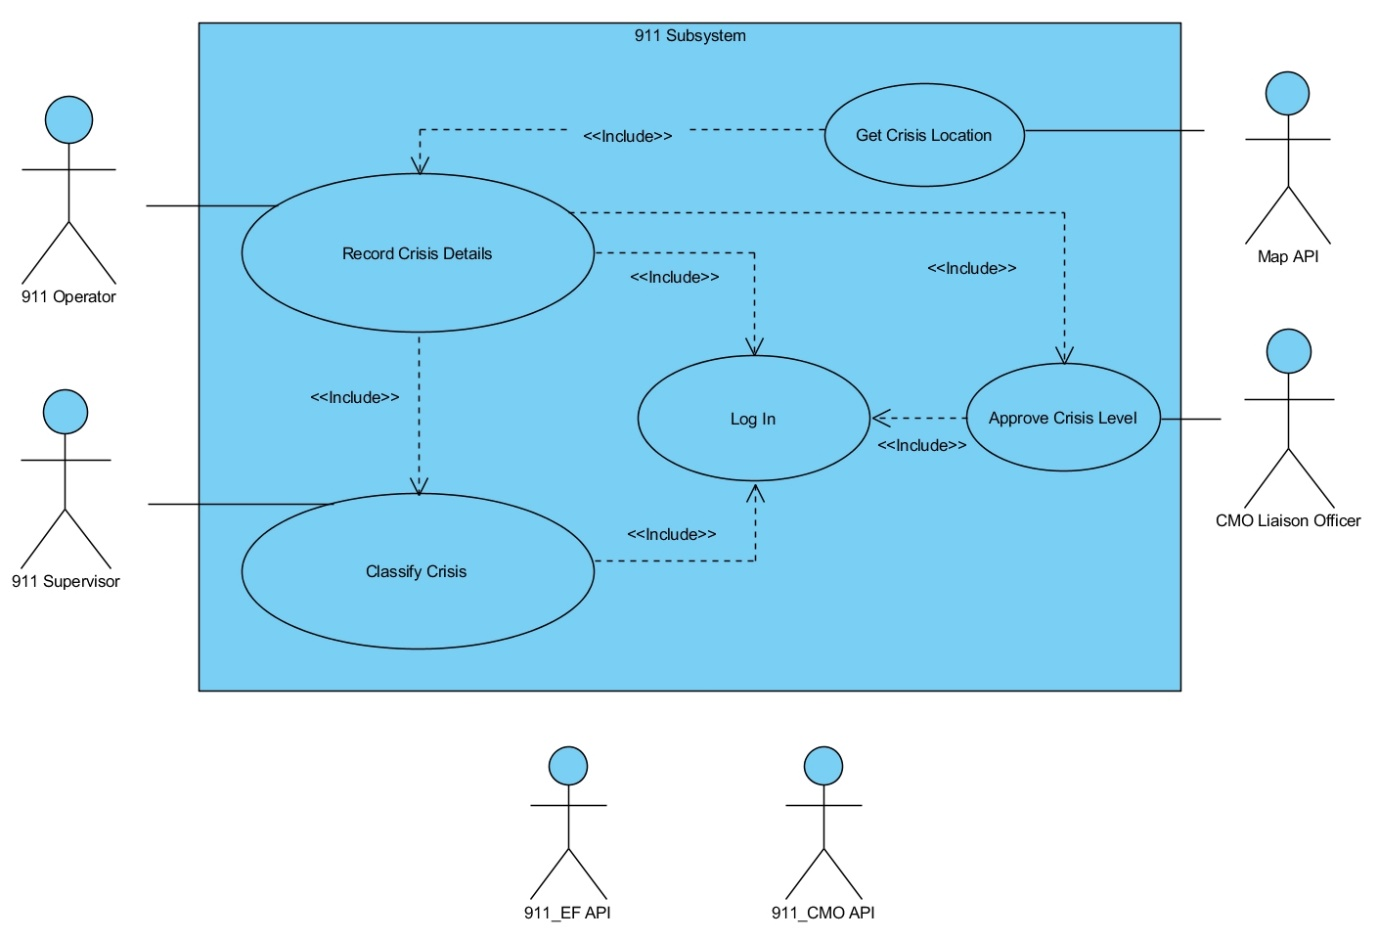 911 Subsystem
Get Crisis Location
<<Include>>
Record Crisis Details
Map API
<<Include>>
<<Include>>
911 Operator
<<Include>>
Log In
Approve Crisis Level
<<Include>>
CMO Liaison Officer
<<Include>>
Classify Crisis
911 Supervisor
911_EF API
911_CMO API